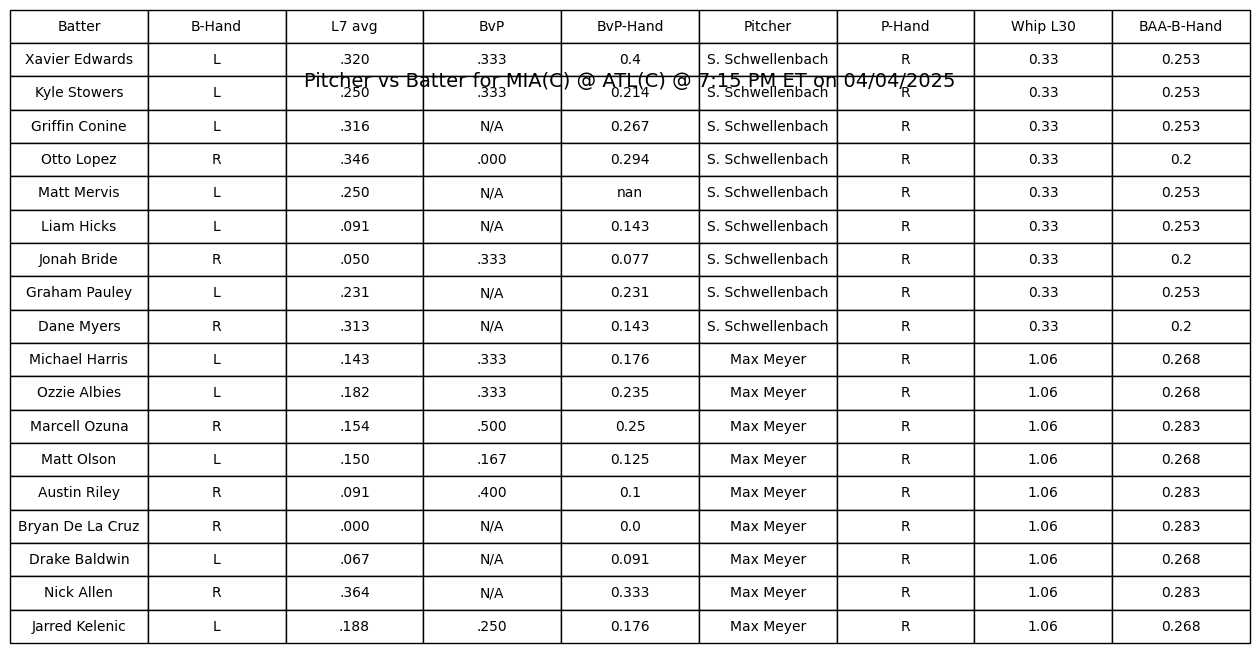 Batter B-Hand L7 avg BvP BvP-Hand Pitcher P-Hand Whip L30 BAA-B-Hand
Xavier Edwards L .320 .333 0.4 S. Schwellenbach R 0.33 0.253
Pitcher vs Batter for MIA(C) @ ATL(C) @ 7:15 PM ET on 04/04/2025
Kyle Stowers L .250 .333 0.214 S. Schwellenbach R 0.33 0.253
Griffin Conine L .316 N/A 0.267 S. Schwellenbach R 0.33 0.253
Otto Lopez R .346 .000 0.294 S. Schwellenbach R 0.33 0.2
Matt Mervis L .250 N/A nan S. Schwellenbach R 0.33 0.253
Liam Hicks L .091 N/A 0.143 S. Schwellenbach R 0.33 0.253
Jonah Bride R .050 .333 0.077 S. Schwellenbach R 0.33 0.2
Graham Pauley L .231 N/A 0.231 S. Schwellenbach R 0.33 0.253
Dane Myers R .313 N/A 0.143 S. Schwellenbach R 0.33 0.2
Michael Harris L .143 .333 0.176 Max Meyer R 1.06 0.268
Ozzie Albies L .182 .333 0.235 Max Meyer R 1.06 0.268
Marcell Ozuna R .154 .500 0.25 Max Meyer R 1.06 0.283
Matt Olson L .150 .167 0.125 Max Meyer R 1.06 0.268
Austin Riley R .091 .400 0.1 Max Meyer R 1.06 0.283
Bryan De La Cruz R .000 N/A 0.0 Max Meyer R 1.06 0.283
Drake Baldwin L .067 N/A 0.091 Max Meyer R 1.06 0.268
Nick Allen R .364 N/A 0.333 Max Meyer R 1.06 0.283
Jarred Kelenic L .188 .250 0.176 Max Meyer R 1.06 0.268